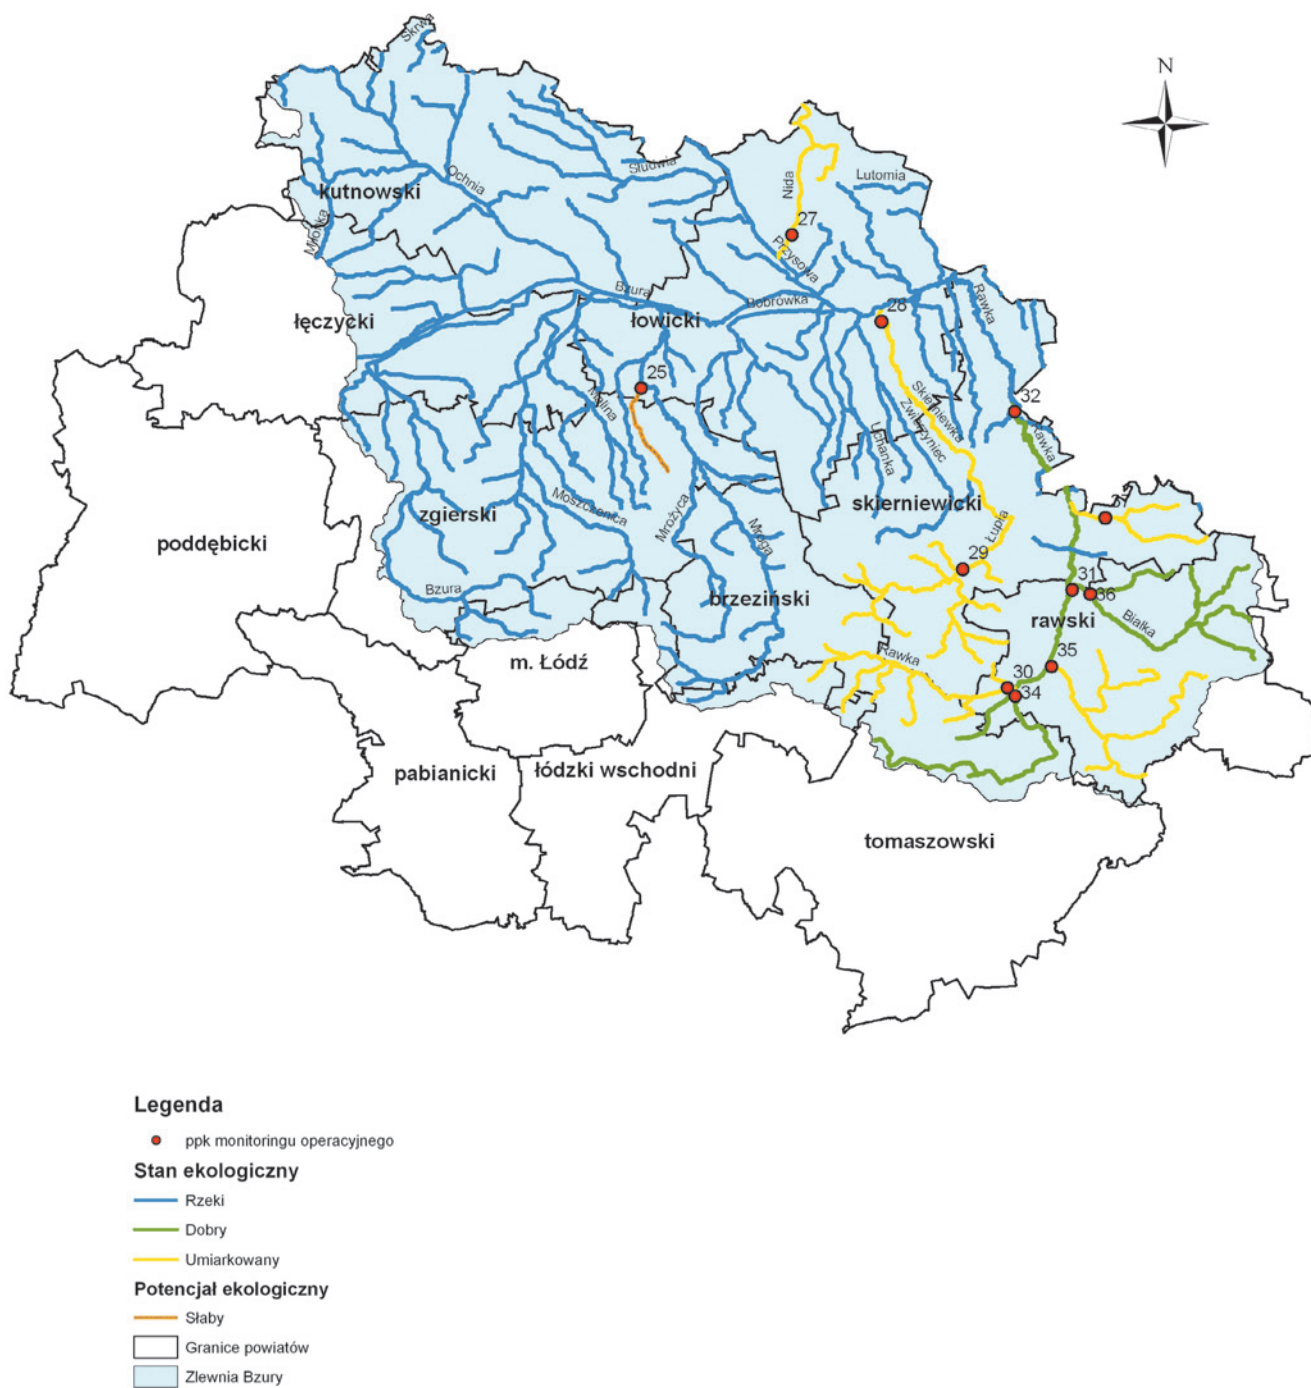 Skrwa
N
Słudwia
Ochnia
kutnowski
Nida
Lutomia
27
Miłonka
Przysowa
Bzura
Bobrówka
Rawka
łęczycki
łowicki
28
25
Malina
Skierniewka
Zwierzyniec
32
Rawka
Uchanka
zgierski
Moszczenica
Mrożyca
Mroga
skierniewicki
Łupia
poddębicki
29
31
36
Bzura
brzeziński
rawski
Białka
m. Łódź
Rawka
35
30
34
pabianicki
łódzki wschodni
tomaszowski
Legenda
ppk monitoringu operacyjnego
Stan ekologiczny
Rzeki
Dobry
Umiarkowany
Potencjał ekologiczny
Słaby
Granice powiatów
Zlewnia Bzury